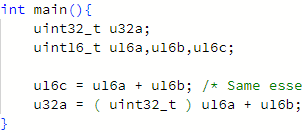 int main(){
uint32_t u32a;
uint16_t u16a,u16b,u16c;
u16c = u16a + u16b; /* Same esse
u32a = ( uint32_t ) u16a + u16b;
}